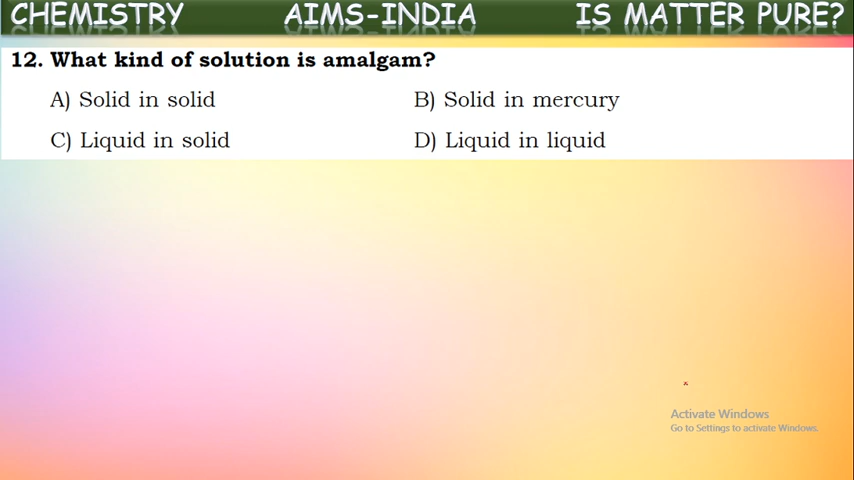 CHEMISTRY AIMS-INDIA IS MATTER PURE?
12. What kind of solution is amalgam?
A) Solid in solid B) Solid in mercury
C) Liquid in solid D) Liquid in liquid
Activate Windows
Go to Settings to activate Windows.